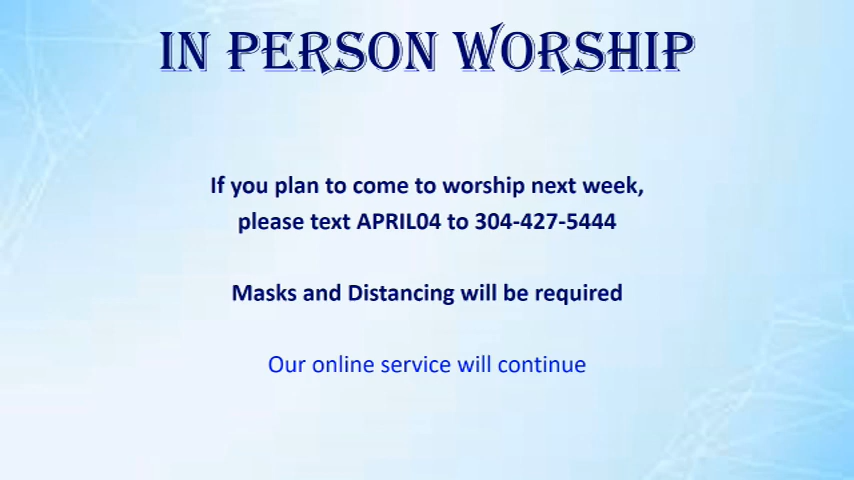 IN PERSON WORSHIP
If you plan to come to worship next week,
please text APRIL04 to 304-427-5444
Masks and Distancing will be required
Our online service will continue